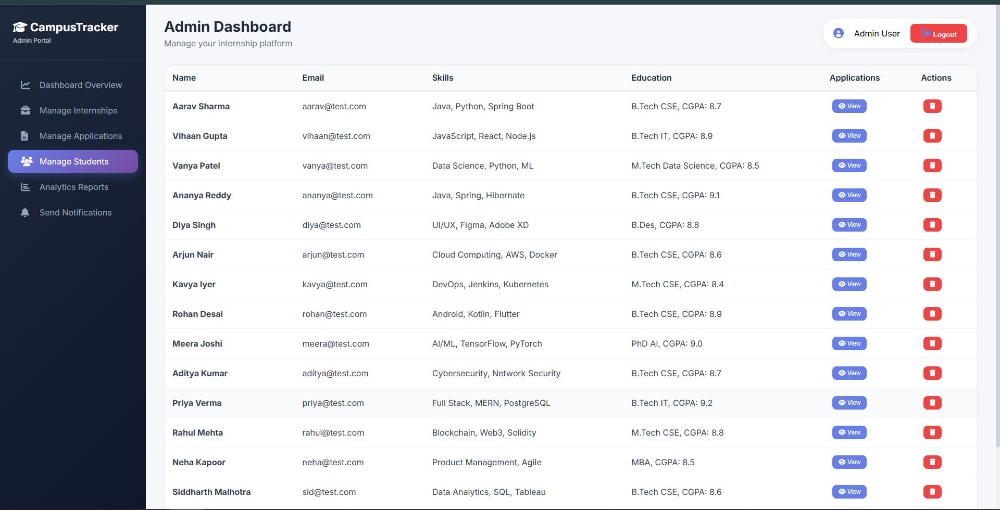 CampusTracker
Admin Portal
Dashboard Overview
Manage Internships
Manage Applications
Manage Students
Analytics Reports
Send Notifications
Admin Dashboard
Manage your internship platform
Admin User
Logout
Name Email Skills Education Applications Actions
Aarav Sharma aarav@test.com Java, Python, Spring Boot B.Tech CSE, CGPA: 8.7 View
Vihaan Gupta vihaan@test.com JavaScript, React, Node.js B.Tech IT, CGPA: 8.9 View
Vanya Patel vanya@test.com Data Science, Python, ML M.Tech Data Science, CGPA: 8.5 View
Ananya Reddy ananya@test.com Java, Spring, Hibernate B.Tech CSE, CGPA: 9.1 View
Diya Singh diya@test.com UI/UX, Figma, Adobe XD B.Des, CGPA: 8.8 View
Arjun Nair arjun@test.com Cloud Computing, AWS, Docker B.Tech CSE, CGPA: 8.6 View
Kavya Iyer kavya@test.com DevOps, Jenkins, Kubernetes M.Tech CSE, CGPA: 8.4 View
Rohan Desai rohan@test.com Android, Kotlin, Flutter B.Tech CSE, CGPA: 8.9 View
Meera Joshi meera@test.com AI/ML, TensorFlow, PyTorch PhD AI, CGPA: 9.0 View
Aditya Kumar aditya@test.com Cybersecurity, Network Security B.Tech CSE, CGPA: 8.7 View
Priya Verma priya@test.com Full Stack, MERN, PostgreSQL B.Tech IT, CGPA: 9.2 View
Rahul Mehta rahul@test.com Blockchain, Web3, Solidity M.Tech CSE, CGPA: 8.8 View
Neha Kapoor neha@test.com Product Management, Agile MBA, CGPA: 8.5 View
Siddharth Malhotra sid@test.com Data Analytics, SQL, Tableau B.Tech CSE, CGPA: 8.6 View